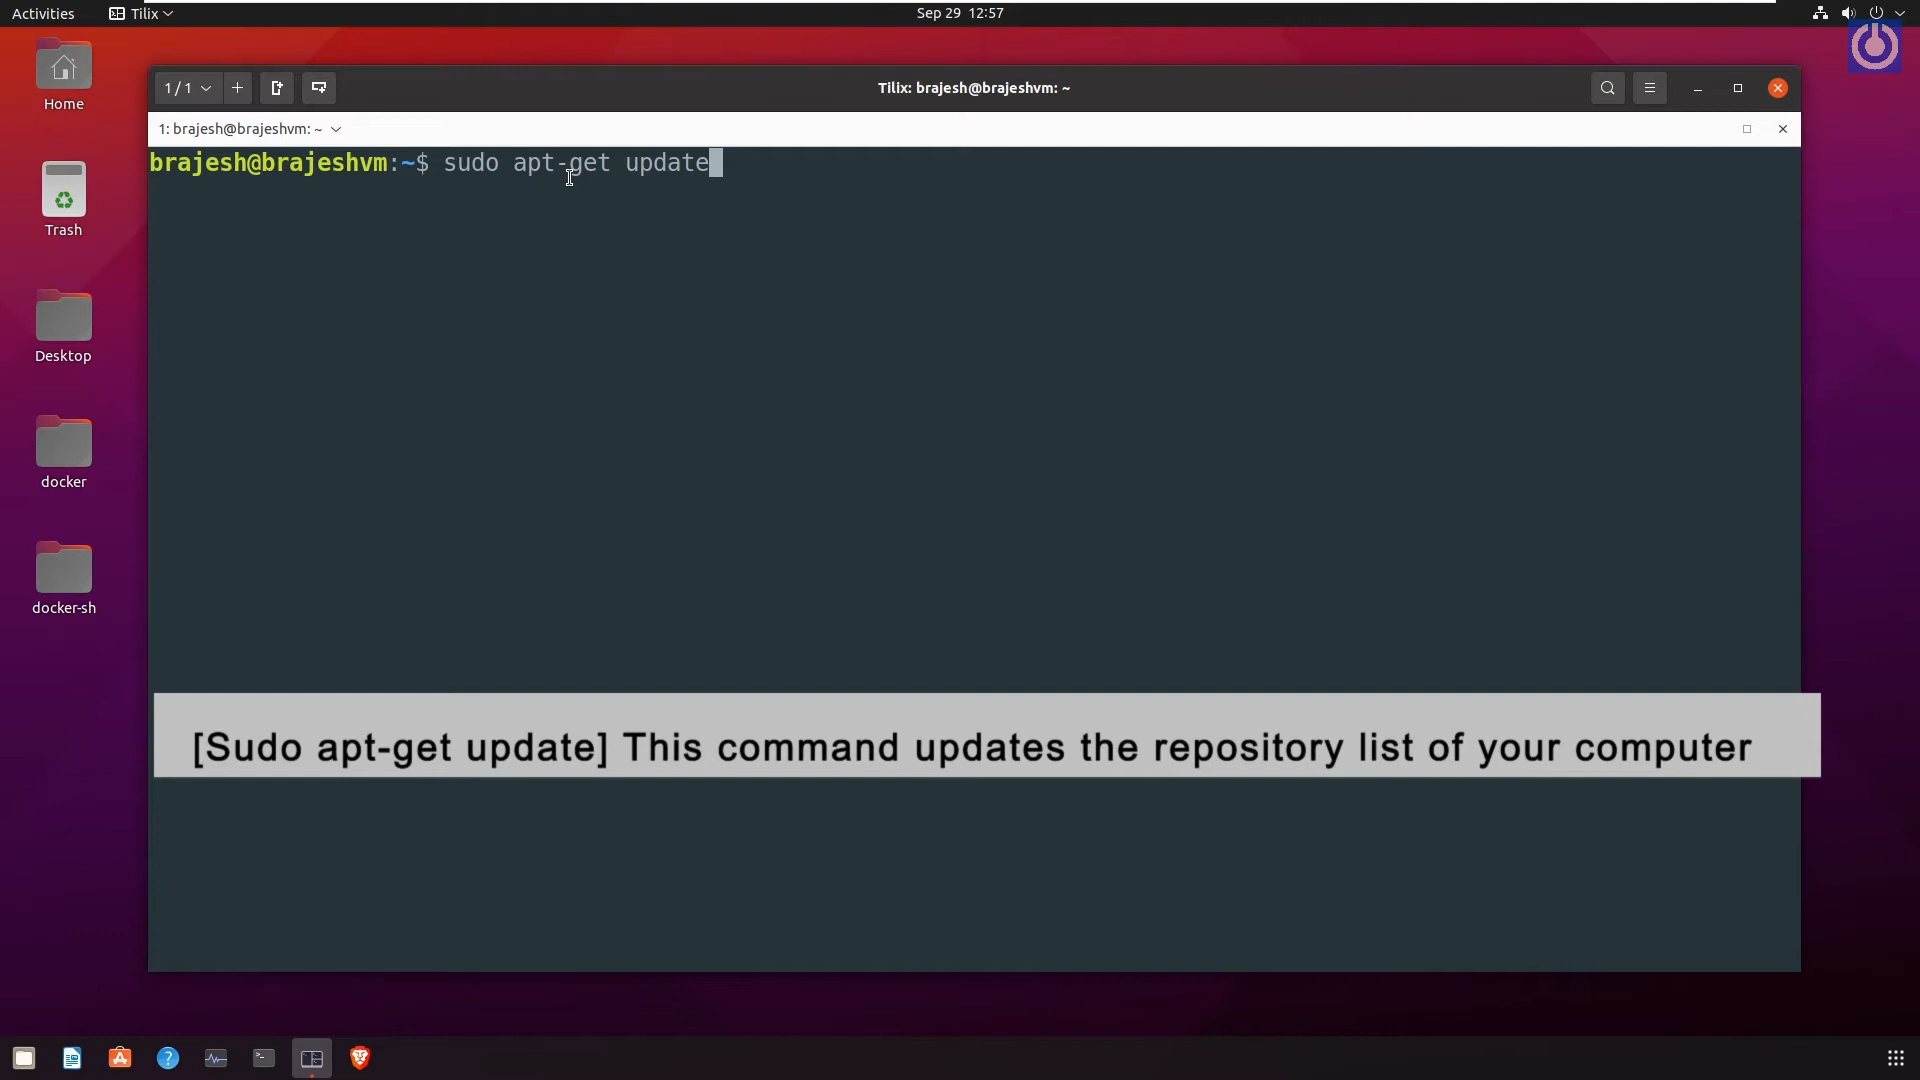 Activities
Tilix
Sep 29 12:57
Home
Trash
Desktop
docker
docker-sh
1 / 1
Tilix: brajesh@brajeshvm: ~
1: brajesh@brajeshvm: ~
brajesh@brajeshvm:~$ sudo apt-get update
[Sudo apt-get update] This command updates the repository list of your computer